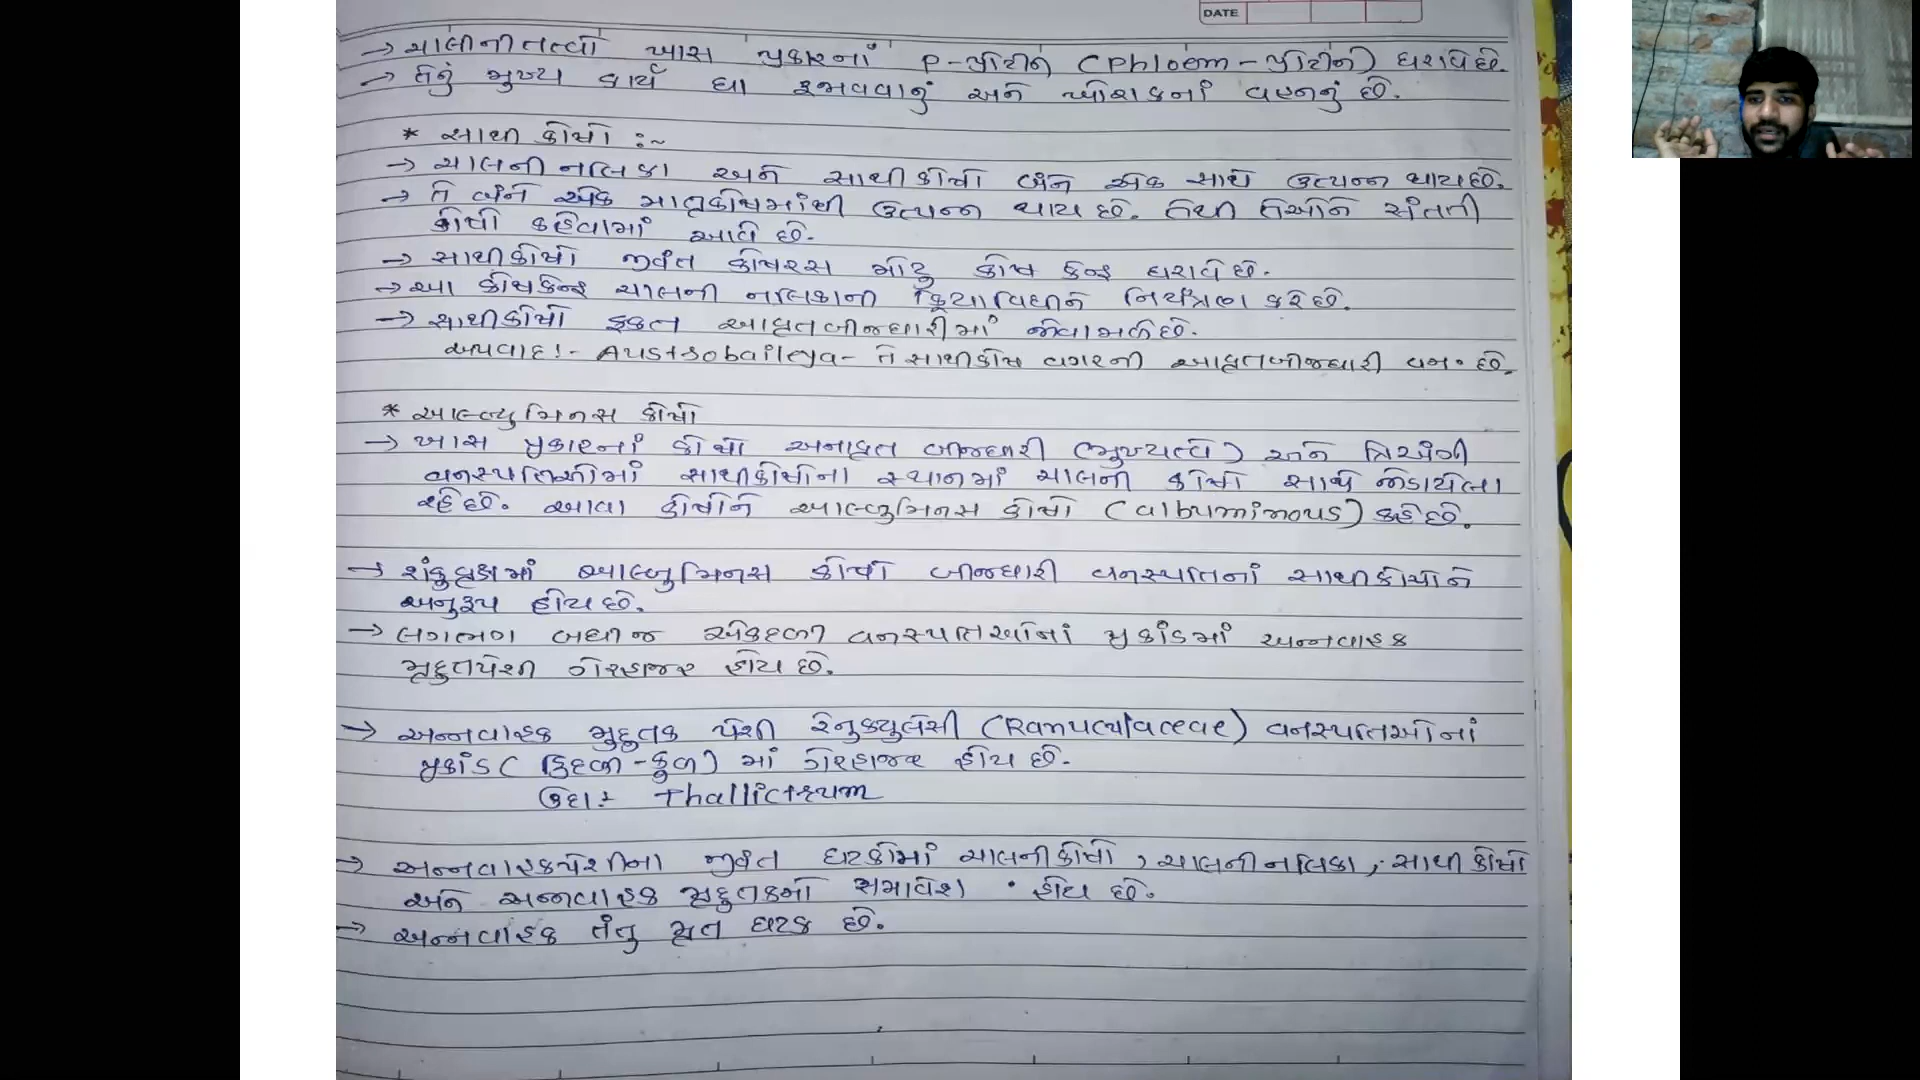 DATE
→ ચાલીનીતત્વો ખાસ પ્રકારનાં P-પ્રોટીન (Phloem-પ્રોટીન) ધરાવે છે.
→ તેનું મુખ્ય કાર્ય ઘા રૂઝવવાનું અને ખોરાકનાં વહનનું છે.
* સાથી કોષો :~
→ ચાલની નલિકા અને સાથીકોષો બંને એક સાથે ઉત્પન્ન થાય છે.
→ તે બંને એક માતૃકોષમાંથી ઉત્પન્ન થાય છે. તેથી તેઓને સંતતી
કોષો કહેવામાં આવે છે.
→ સાથીકોષો જીવંત કોષરસ મોટુ કોષ કેન્દ્ર ધરાવે છે.
→ આ કોષકેન્દ્ર ચાલની નલિકાની ક્રિયાવિધીને નિયંત્રણ કરે છે.
→ સાથીકોષો ફકત આવૃતબીજધારીમાં જોવા મળે છે.
અપવાદ:- Austrobaileya- તે સાથીકોષ વગરની આવૃતબીજધારી વન. છે.
* આલ્બ્યુમિનસ કોષો
→ ખાસ પ્રકારનાં કોષો અનાવૃત બીજધારી (મુખ્યત્વે) અને ત્રિઅંગી
વનસ્પતિઓમાં સાથીકોષોના સ્થાનમાં ચાલની કોષો સાથે જોડાયેલા
રહે છે. આવા કોષોને આલ્બ્યુમિનસ કોષો (albuminous) કહે છે.
→ શંકુવૃક્ષમાં આલ્બ્યુમિનસ કોષો બીજધારી વનસ્પતિનાં સાથીકોષોને
અનુરૂપ હોય છે.
→ લગભગ બધી જ એકદળી વનસ્પતિઓનાં પ્રકાંડમાં અન્નવાહક
મૃદુતપેશી ગેરહાજર હોય છે.
→ અન્નવાહક મુદુતક પેશી રેનુક્યુલેસી (Ranuculaceae) વનસ્પતિઓનાં
પ્રકાંડ ( દ્વિદળી-કુળ ) માં ગેરહાજર હોય છે.
ઉદા:- Thallictrum
→ અન્નવાહકપેશીના જીવંત ઘટકોમાં ચાલનીકોષો, ચાલનીનલિકા, સાથીકોષો
અને અન્નવાહક મૃદુતકનો સમાવેશ હોય છે.
→ અન્નવાહક તંતુ મૃત ઘટક છે.